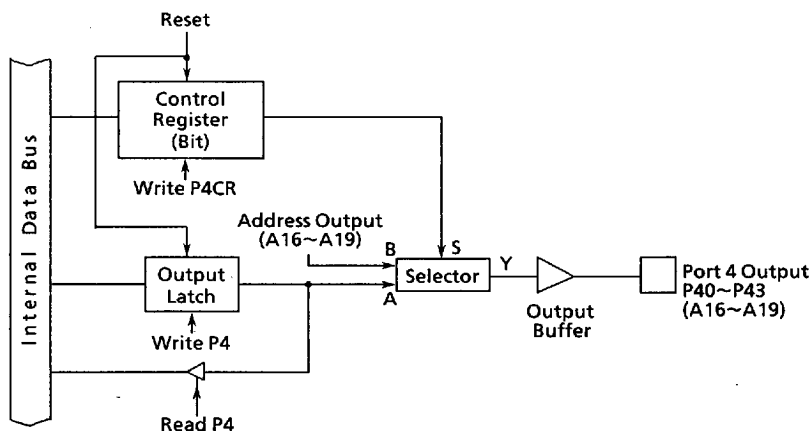 Reset
Control
Register
(Bit)
Write P4CR
Internal Data Bus
Address Output
(A16~A19)
B
S
Output
Latch
Selector
Y
A
Port 4 Output
P40~P43
(A16~A19)
Output
Buffer
Write P4
Read P4